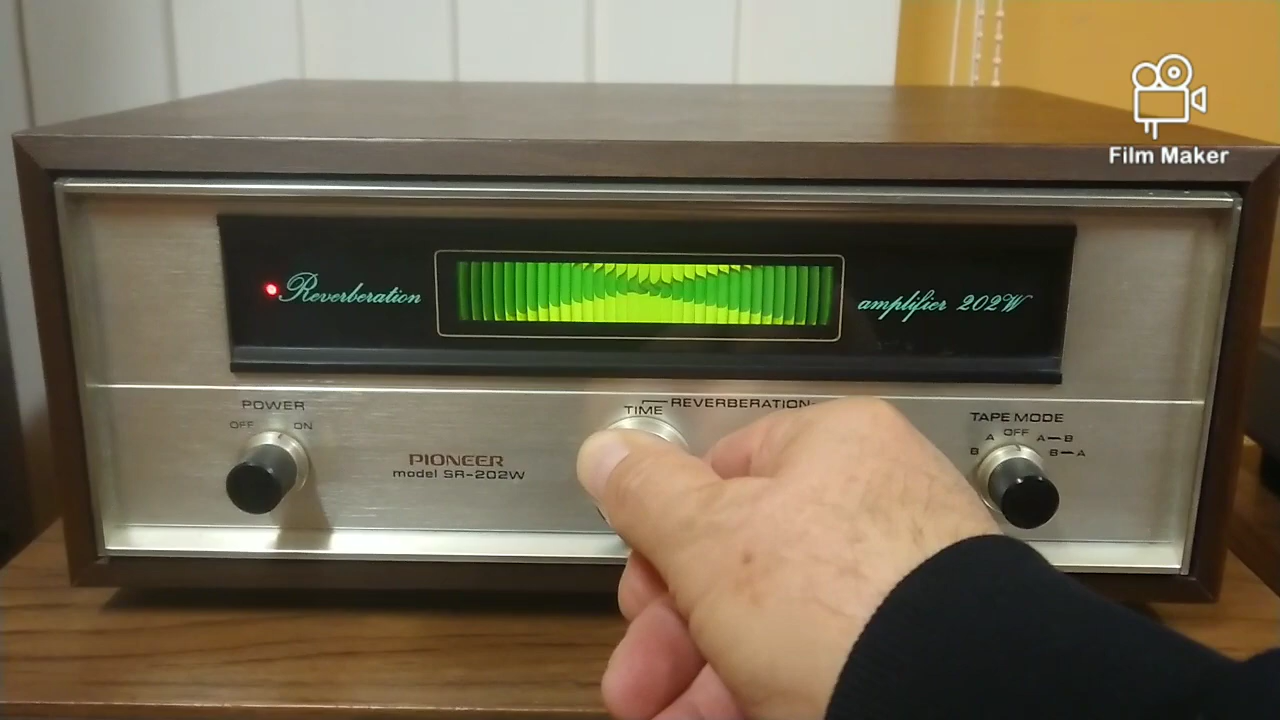 Film Maker
Reverberation
amplifier 202W
POWER
OFF ON
PIONEER
model SR-202W
REVERBERATION
TIME
TAPE MODE
B A OFF A-B B-A